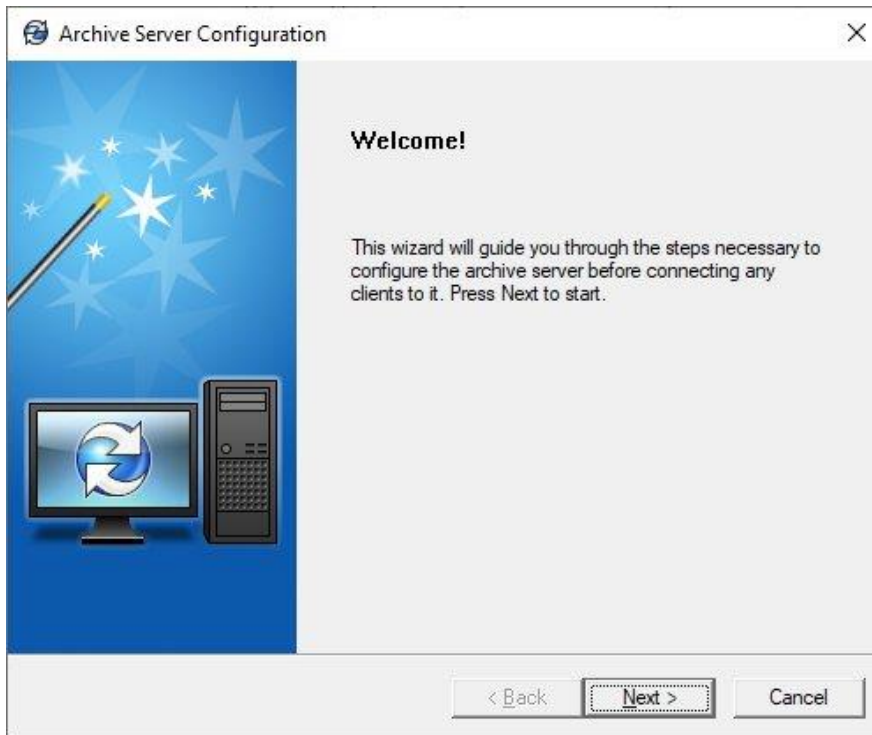 Archive Server Configuration
Welcome!
This wizard will guide you through the steps necessary to
configure the archive server before connecting any
clients to it. Press Next to start.
< Back
Next >
Cancel